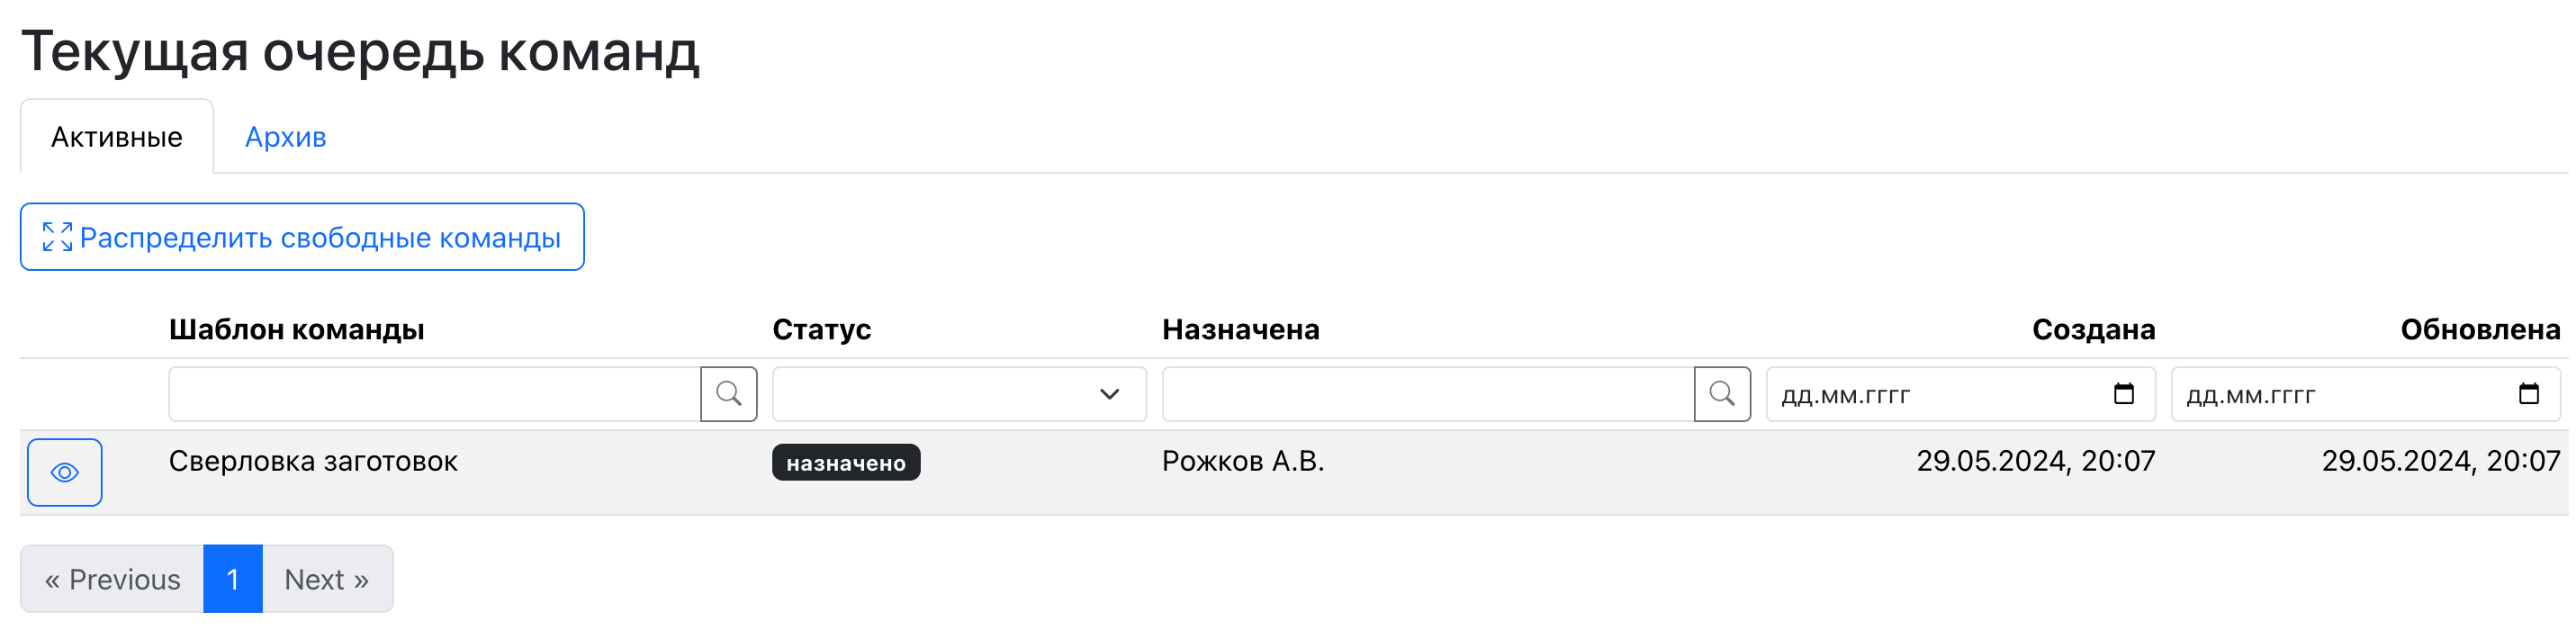 Текущая очередь команд
Активные Архив
Распределить свободные команды
Шаблон команды Статус Назначена Создана Обновлена
дд.мм.гггг дд.мм.гггг
Сверловка заготовок назначено Рожков А.В. 29.05.2024, 20:07 29.05.2024, 20:07
« Previous 1 Next »